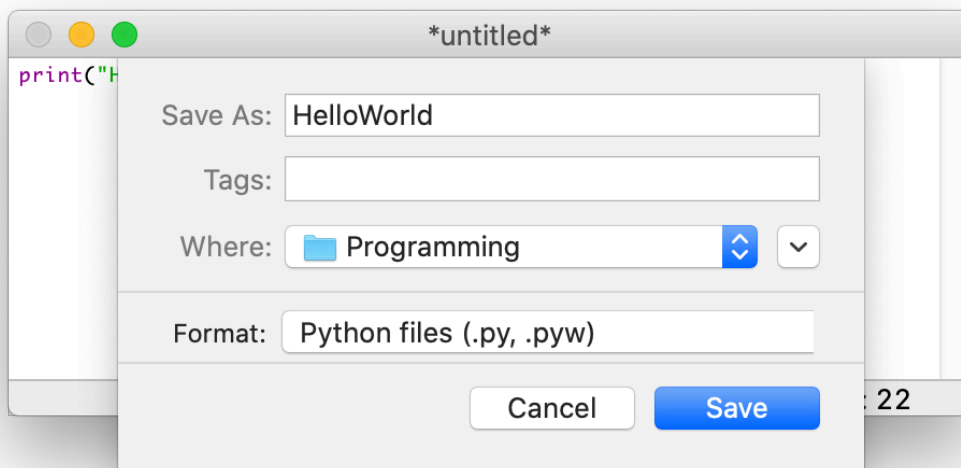 *untitled*
print("H
Save As: HelloWorld
Tags:
Where: Programming
Format: Python files (.py, .pyw)
Cancel Save
: 22